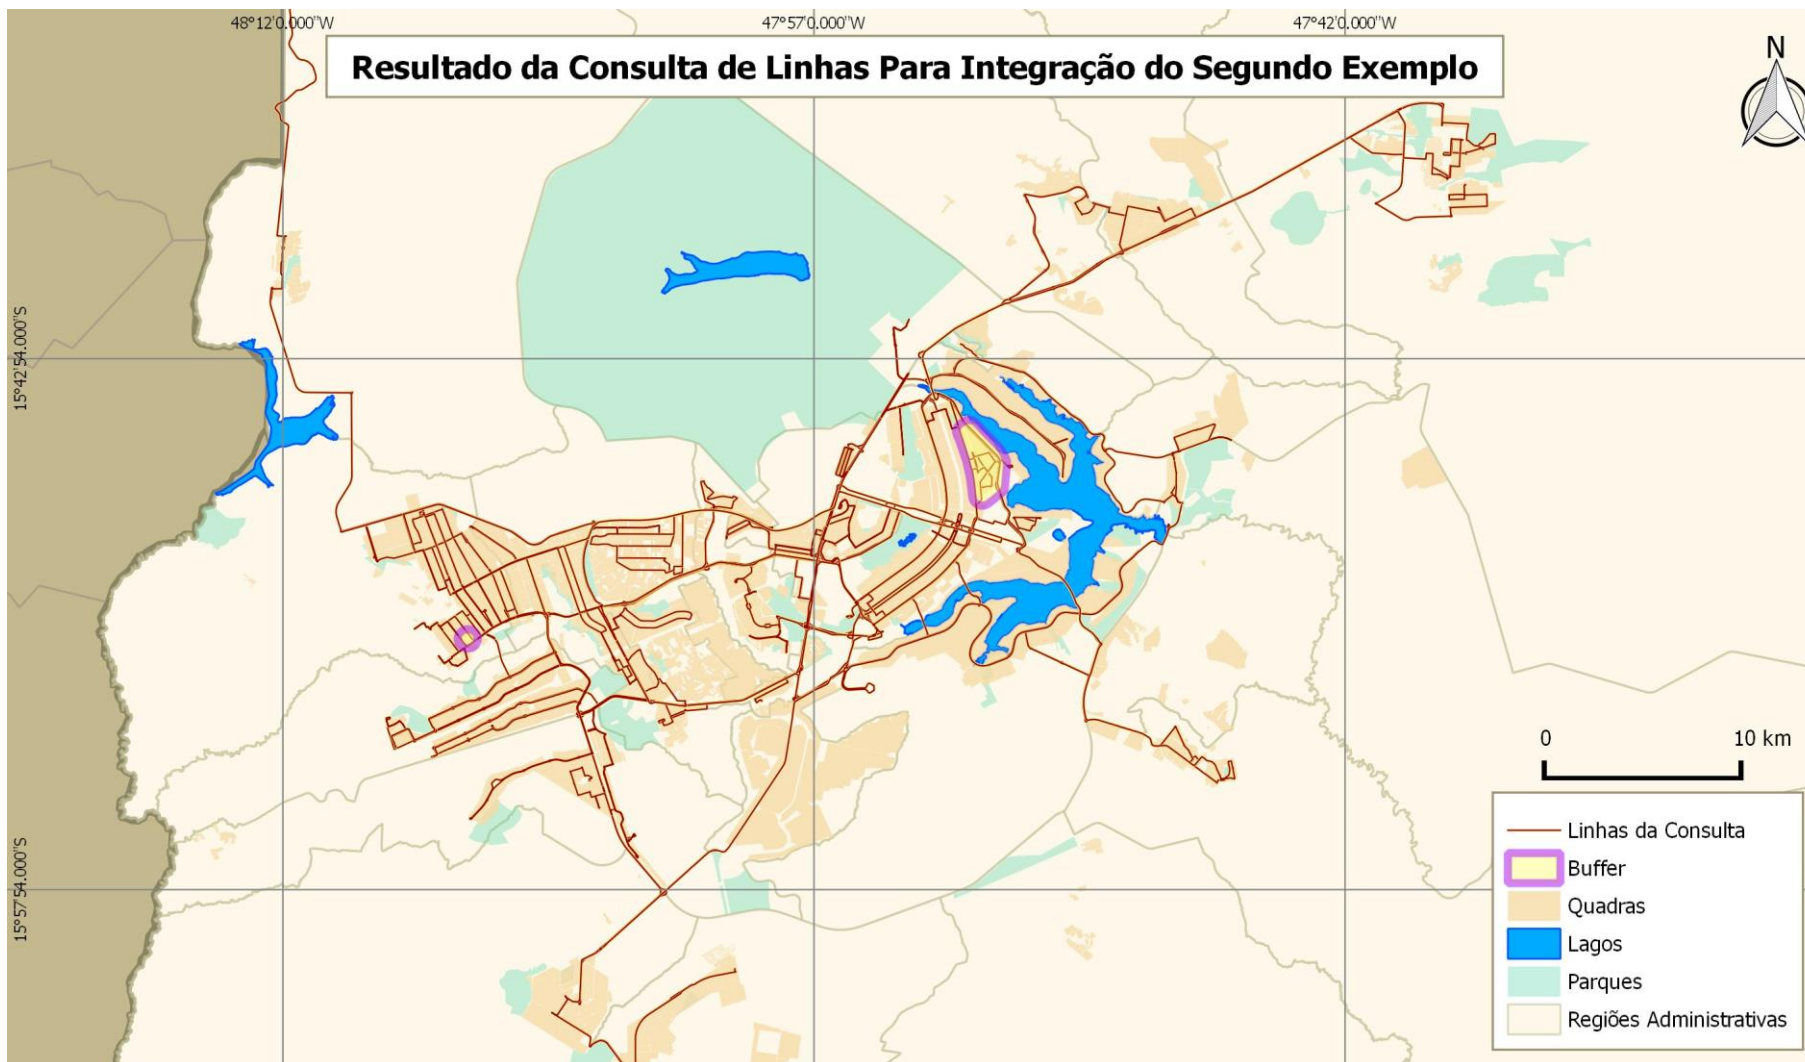 48°12'0.000"W
47°57'0.000"W
47°42'0.000"W
Resultado da Consulta de Linhas Para Integração do Segundo Exemplo
N
15°42'54.000"S
15°57'54.000"S
0
10 km
Linhas da Consulta
Buffer
Quadras
Lagos
Parques
Regiões Administrativas